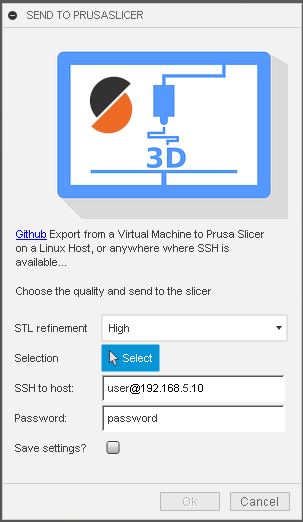 SEND TO PRUSASLICER
3D
Github Export from a Virtual Machine to Prusa Slicer
on a Linux Host, or anywhere where SSH is
available...
Choose the quality and send to the slicer
STL refinement High
Selection Select
SSH to host: user@192.168.5.10
Password: password
Save settings?
Ok Cancel